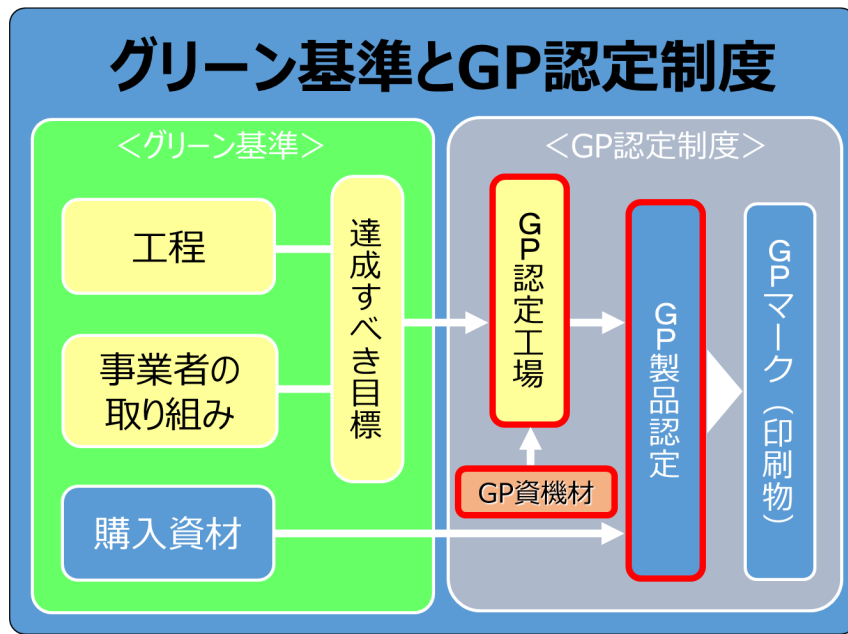 グリーン基準とGP認定制度
＜グリーン基準＞
工程
事業者の
取り組み
購入資材
達成すべき目標
＜GP認定制度＞
ＧＰ認定工場
GP資機材
ＧＰ製品認定
ＧＰマーク（印刷物）